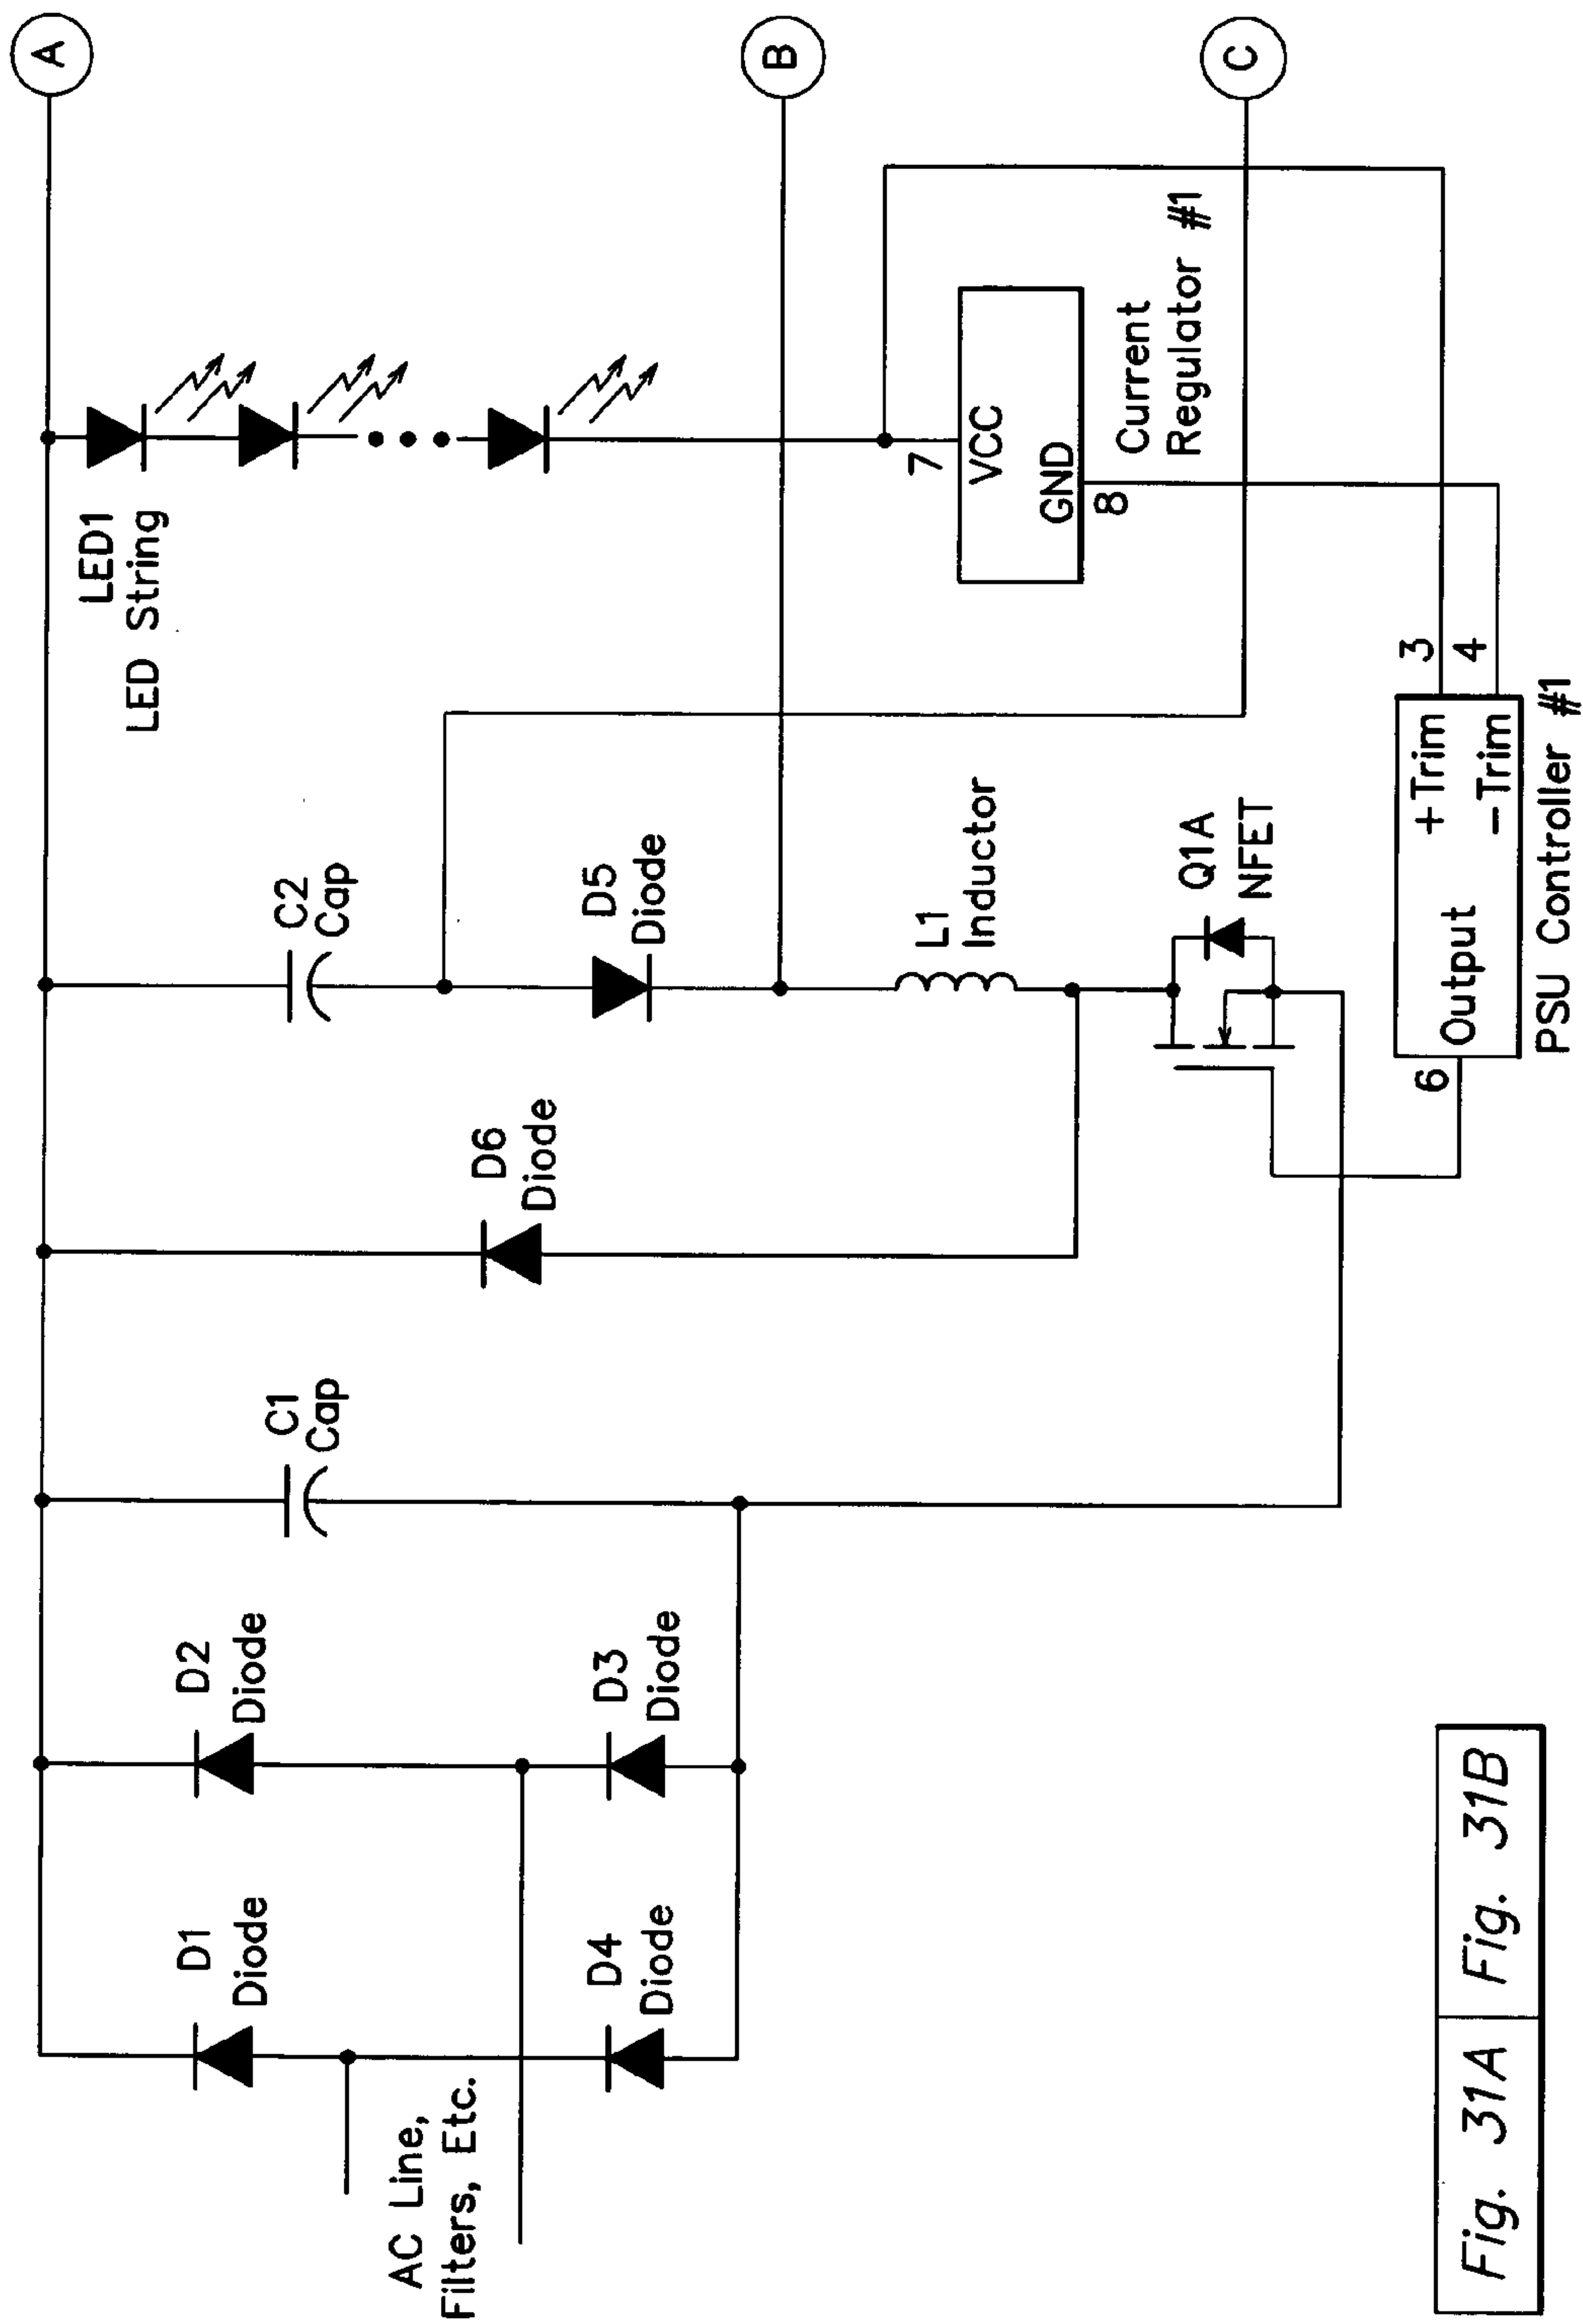 AC Line,
Filters, Etc.
D1
Diode
D2
Diode
D4
Diode
D3
Diode
C1
Cap
D6
Diode
C2
Cap
D5
Diode
L1
Inductor
Q1A
NFET
LED1
LED String
7
VCC
GND
8
Current
Regulator #1
6
Output
+Trim
−Trim
3
4
PSU Controller #1
A
B
C
Fig. 31A
Fig. 31B